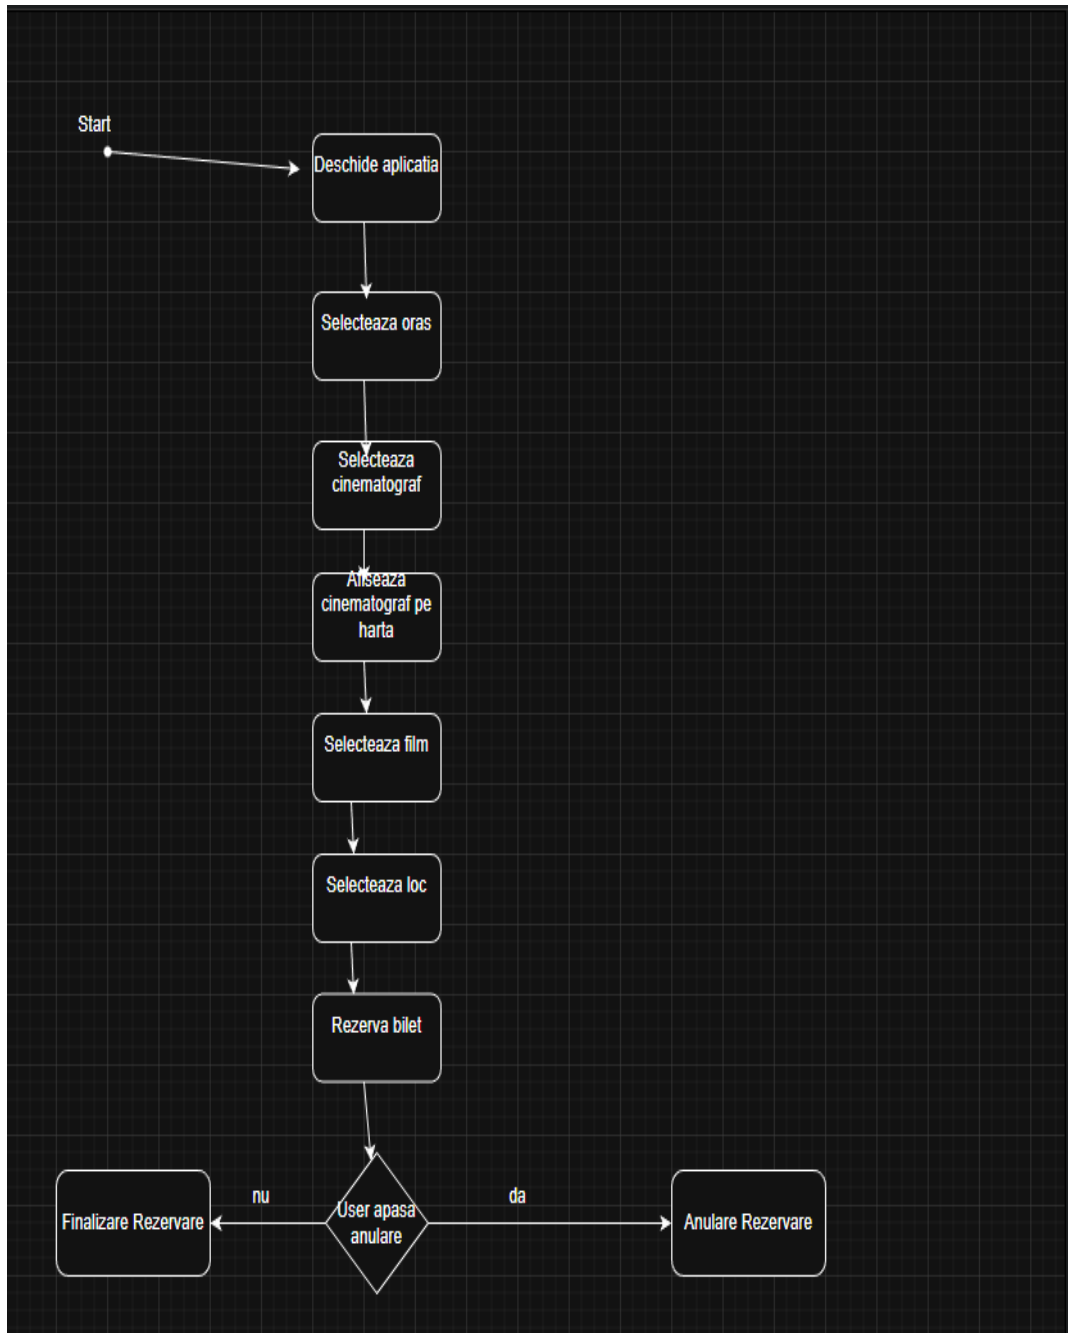 Start
Deschide aplicatia
Selecteaza oras
Selecteaza
cinematograf
Afiseaza
cinematograf pe
harta
Selecteaza film
Selecteaza loc
Rezerva bilet
User apasa
anulare
nu
da
Finalizare Rezervare
Anulare Rezervare